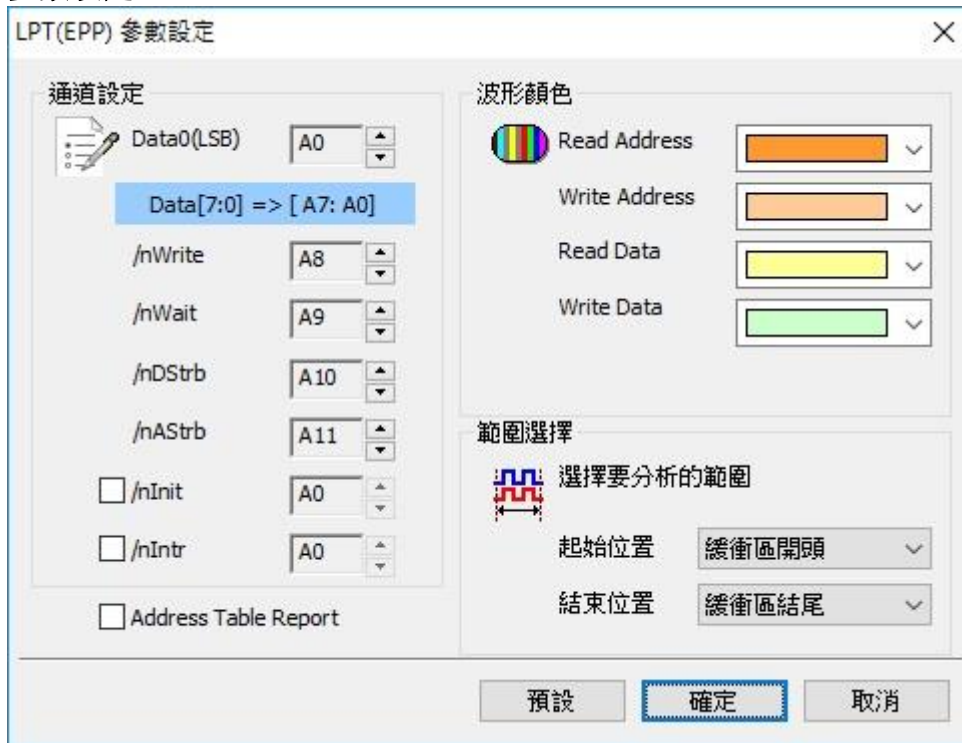 LPT(EPP) 參數設定
通道設定
Data0(LSB) A0
Data[7:0] => [ A7: A0]
/nWrite A8
/nWait A9
/nDStrb A10
/nAStrb A11
/nInit A0
/nIntr A0
Address Table Report
波形顏色
Read Address
Write Address
Read Data
Write Data
範圍選擇
選擇要分析的範圍
起始位置 緩衝區開頭
結束位置 緩衝區結尾
預設 確定 取消